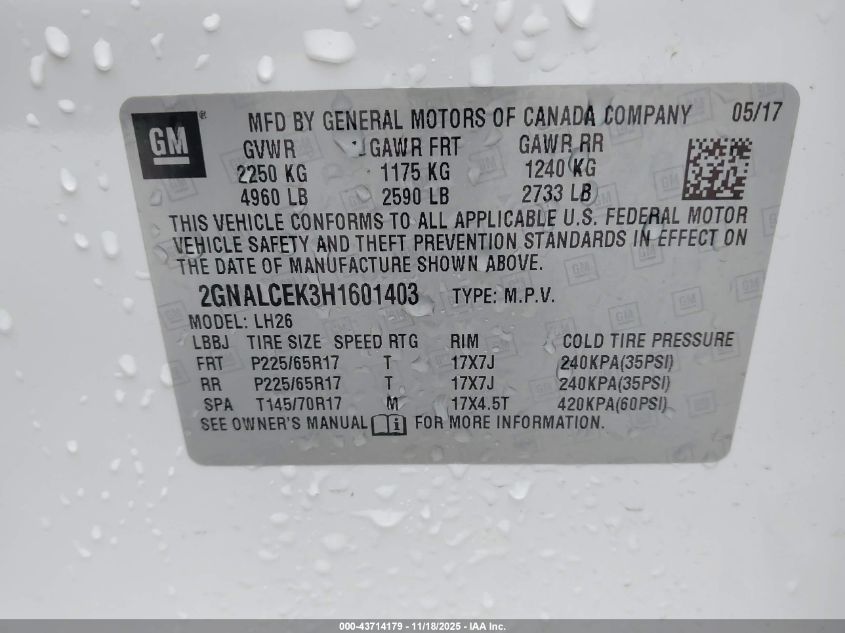 GM ®
MFD BY GENERAL MOTORS OF CANADA COMPANY 05/17
GVWR GAWR FRT GAWR RR
2250 KG 1175 KG 1240 KG
4960 LB 2590 LB 2733 LB
THIS VEHICLE CONFORMS TO ALL APPLICABLE U.S. FEDERAL MOTOR
VEHICLE SAFETY AND THEFT PREVENTION STANDARDS IN EFFECT ON
THE DATE OF MANUFACTURE SHOWN ABOVE.
2GNALCEK3H1601403 TYPE: M.P.V.
MODEL: LH26
LBBJ TIRE SIZE SPEED RTG RIM COLD TIRE PRESSURE
FRT P225/65R17 T 17X7J 240KPA(35PSI)
RR P225/65R17 T 17X7J 240KPA(35PSI)
SPA T145/70R17 M 17X4.5T 420KPA(60PSI)
SEE OWNER'S MANUAL i FOR MORE INFORMATION.
000-43714179 - 11/18/2025 - IAA Inc.